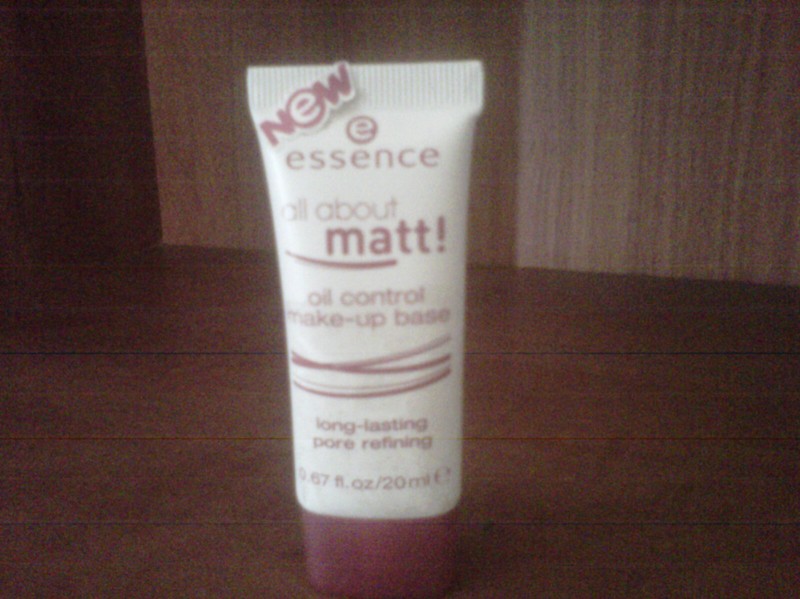 NEW
e
essence
all about
matt!
oil control
make-up base
long-lasting
pore refining
0.67 fl.oz/20ml e